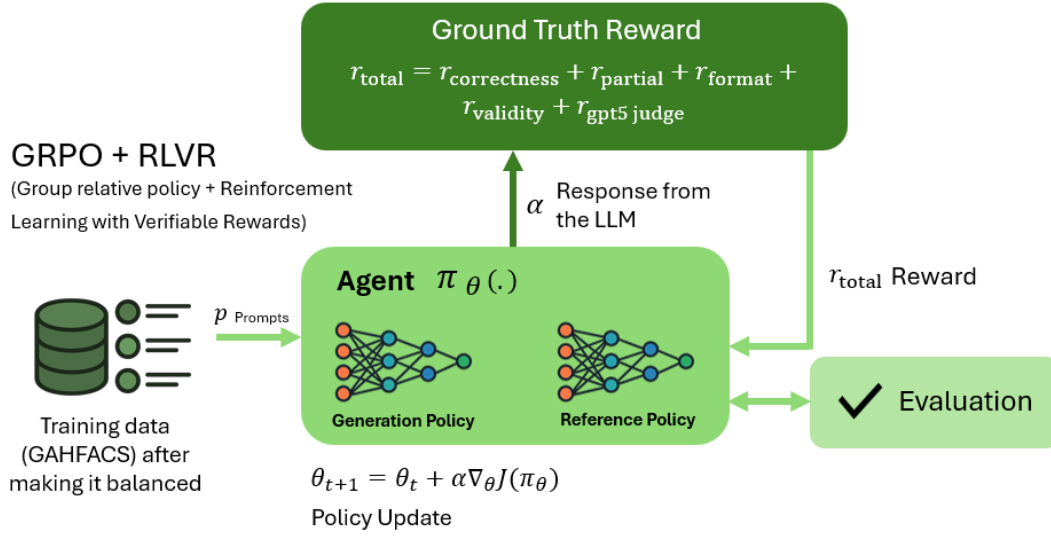 Ground Truth Reward
r_total = r_correctness + r_partial + r_format +
r_validity + r_gpt5 judge
GRPO + RLVR
(Group relative policy + Reinforcement
Learning with Verifiable Rewards)
α Response from
the LLM
Agent π θ (.)
r_total Reward
p Prompts
Generation Policy
Reference Policy
Evaluation
Training data
(GAHFACS) after
making it balanced
θ_{t+1} = θ_t + α∇_θ J(π_θ)
Policy Update